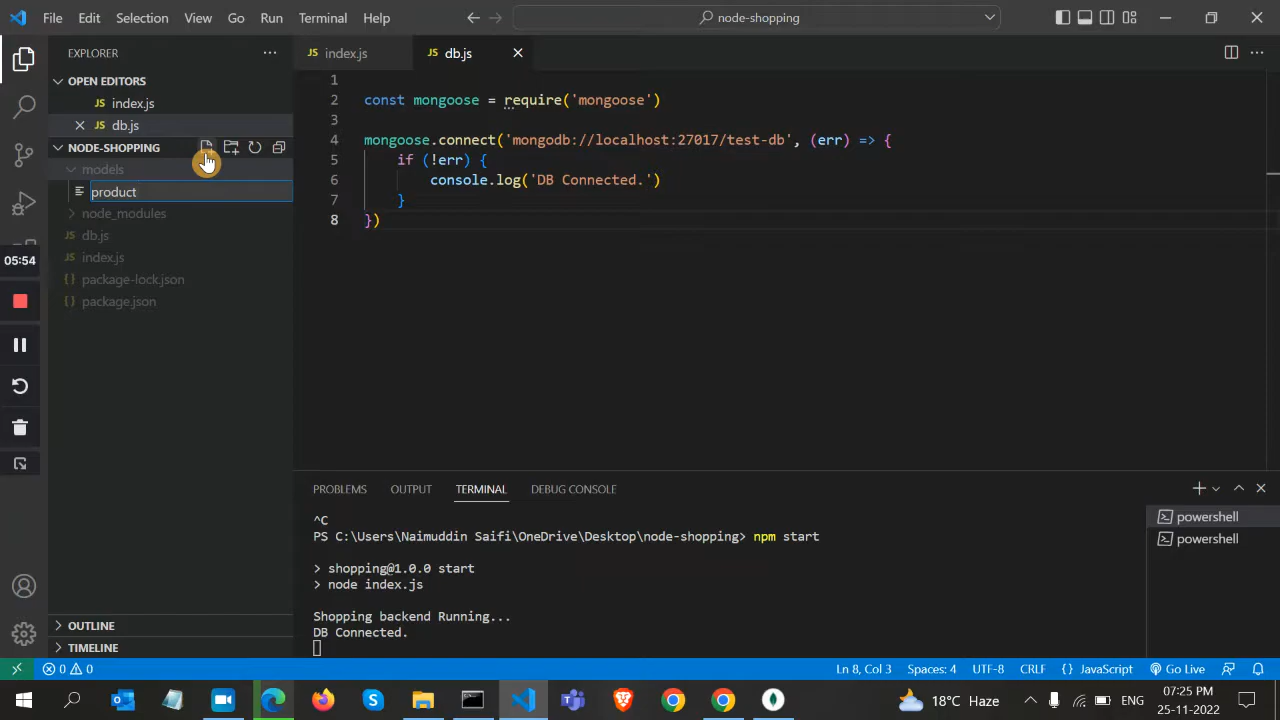 File Edit Selection View Go Run Terminal Help
node-shopping
EXPLORER
OPEN EDITORS
index.js
db.js
NODE-SHOPPING
models
product
node_modules
db.js
index.js
package-lock.json
package.json
OUTLINE
TIMELINE
05:54
JS index.js
JS db.js
1
2 const mongoose = require('mongoose')
3
4 mongoose.connect('mongodb://localhost:27017/test-db', (err) => {
5 if (!err) {
6 console.log('DB Connected.')
7 }
8 })
PROBLEMS OUTPUT TERMINAL DEBUG CONSOLE
^C
PS C:\Users\Naimuddin Saifi\OneDrive\Desktop\node-shopping> npm start
> shopping@1.0.0 start
> node index.js
Shopping backend Running...
DB Connected.
powershell
powershell
0 0
Ln 8, Col 3 Spaces: 4 UTF-8 CRLF {} JavaScript Go Live
18°C Haze
ENG
25-11-2022